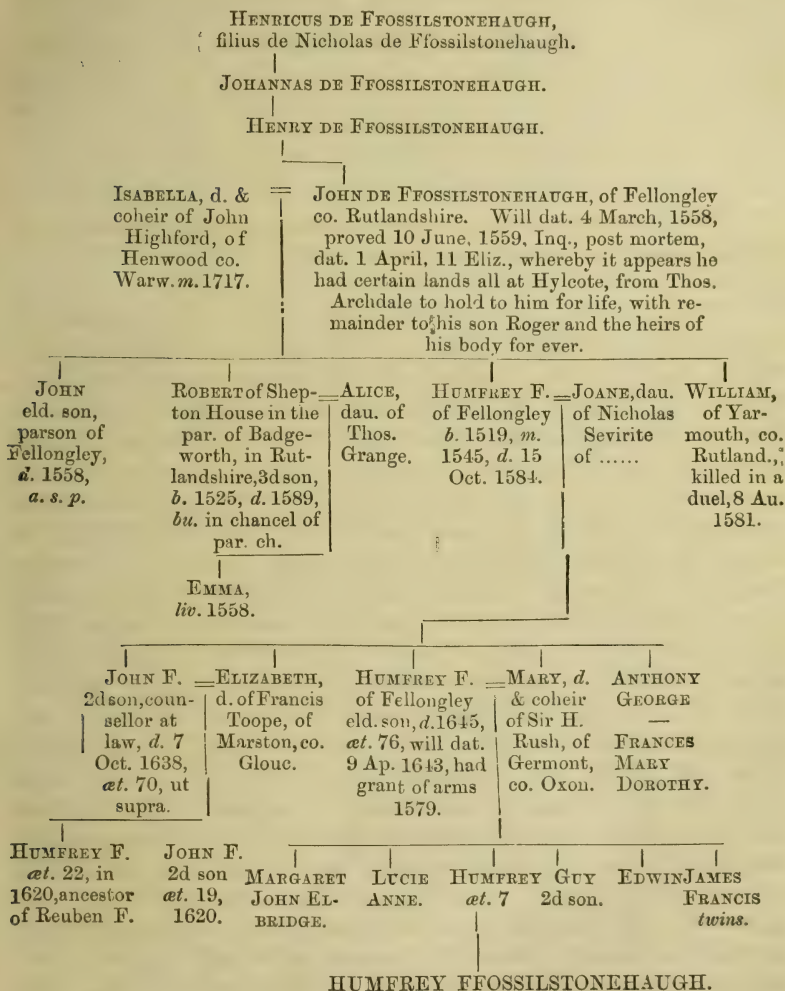 HENRICUS DE FFOSSILSTONEHAUGH,
filius de Nicholas de Ffossilstonehaugh.
JOHANNAS DE FFOSSILSTONEHAUGH.
HENRY DE FFOSSILSTONEHAUGH.
ISABELLA, d. &
coheir of John
Highford, of
Henwood co.
Warw. m. 1717.
=
JOHN DE FFOSSILSTONEHAUGH, of Fellongley
co. Rutlandshire. Will dat. 4 March, 1558,
proved 10 June, 1559, Inq., post mortem,
dat. 1 April, 11 Eliz., whereby it appears he
had certain lands all at Hylcote, from Thos.
Archdale to hold to him for life, with re-
mainder to his son Roger and the heirs of
his body for ever.
JOHN
eld. son,
parson of
Fellongley,
d. 1558,
a. s. p.
ROBERT of Shep-
ton House in the
par. of Badge-
worth, in Rut-
landshire, 3d son,
b. 1525, d. 1589,
bu. in chancel of
par. ch.
=ALICE,
dau. of
Thos.
Grange.
HUMFREY F.
of Fellongley
b. 1519, m.
1545, d. 15
Oct. 1584.
=JOANE, dau.
of Nicholas
Sevirite
of ......
WILLIAM,
of Yar-
mouth, co.
Rutland.,
killed in a
duel, 8 Au.
1581.
EMMA,
liv. 1558.
JOHN F.
2d son, coun-
sellor at
law, d. 7
Oct. 1638,
æt. 70, ut
supra.
=ELIZABETH,
d. of Francis
Toope, of
Marston, co.
Glouc.
HUMFREY F.
of Fellongley
eld. son, d. 1645,
æt. 76, will dat.
9 Ap. 1643, had
grant of arms
1579.
=MARY, d.
& coheir
of Sir H.
Rush, of
Germont,
co. Oxon.
ANTHONY
GEORGE
—
FRANCES
MARY
DOROTHY.
HUMFREY F.
æt. 22, in
1620, ancestor
of Reuben F.
JOHN F.
2d son
æt. 19,
1620.
MARGARET
JOHN EL-
BRIDGE.
LUCIE
ANNE.
HUMFREY
æt. 7
GUY
2d son.
EDWIN
JAMES
FRANCIS
twins.
HUMFREY FFOSSILSTONEHAUGH.